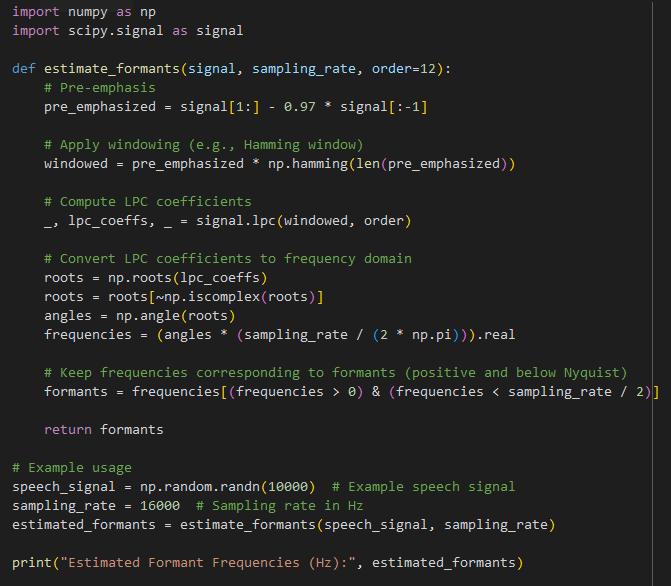 import numpy as np
import scipy.signal as signal
def estimate_formants(signal, sampling_rate, order=12):
# Pre-emphasis
pre_emphasized = signal[1:] - 0.97 * signal[:-1]
# Apply windowing (e.g., Hamming window)
windowed = pre_emphasized * np.hamming(len(pre_emphasized))
# Compute LPC coefficients
_, lpc_coeffs, _ = signal.lpc(windowed, order)
# Convert LPC coefficients to frequency domain
roots = np.roots(lpc_coeffs)
roots = roots[~np.iscomplex(roots)]
angles = np.angle(roots)
frequencies = (angles * (sampling_rate / (2 * np.pi))).real
# Keep frequencies corresponding to formants (positive and below Nyquist)
formants = frequencies[(frequencies > 0) & (frequencies < sampling_rate / 2)]
return formants
# Example usage
speech_signal = np.random.randn(10000)  # Example speech signal
sampling_rate = 16000  # Sampling rate in Hz
estimated_formants = estimate_formants(speech_signal, sampling_rate)
print("Estimated Formant Frequencies (Hz):", estimated_formants)